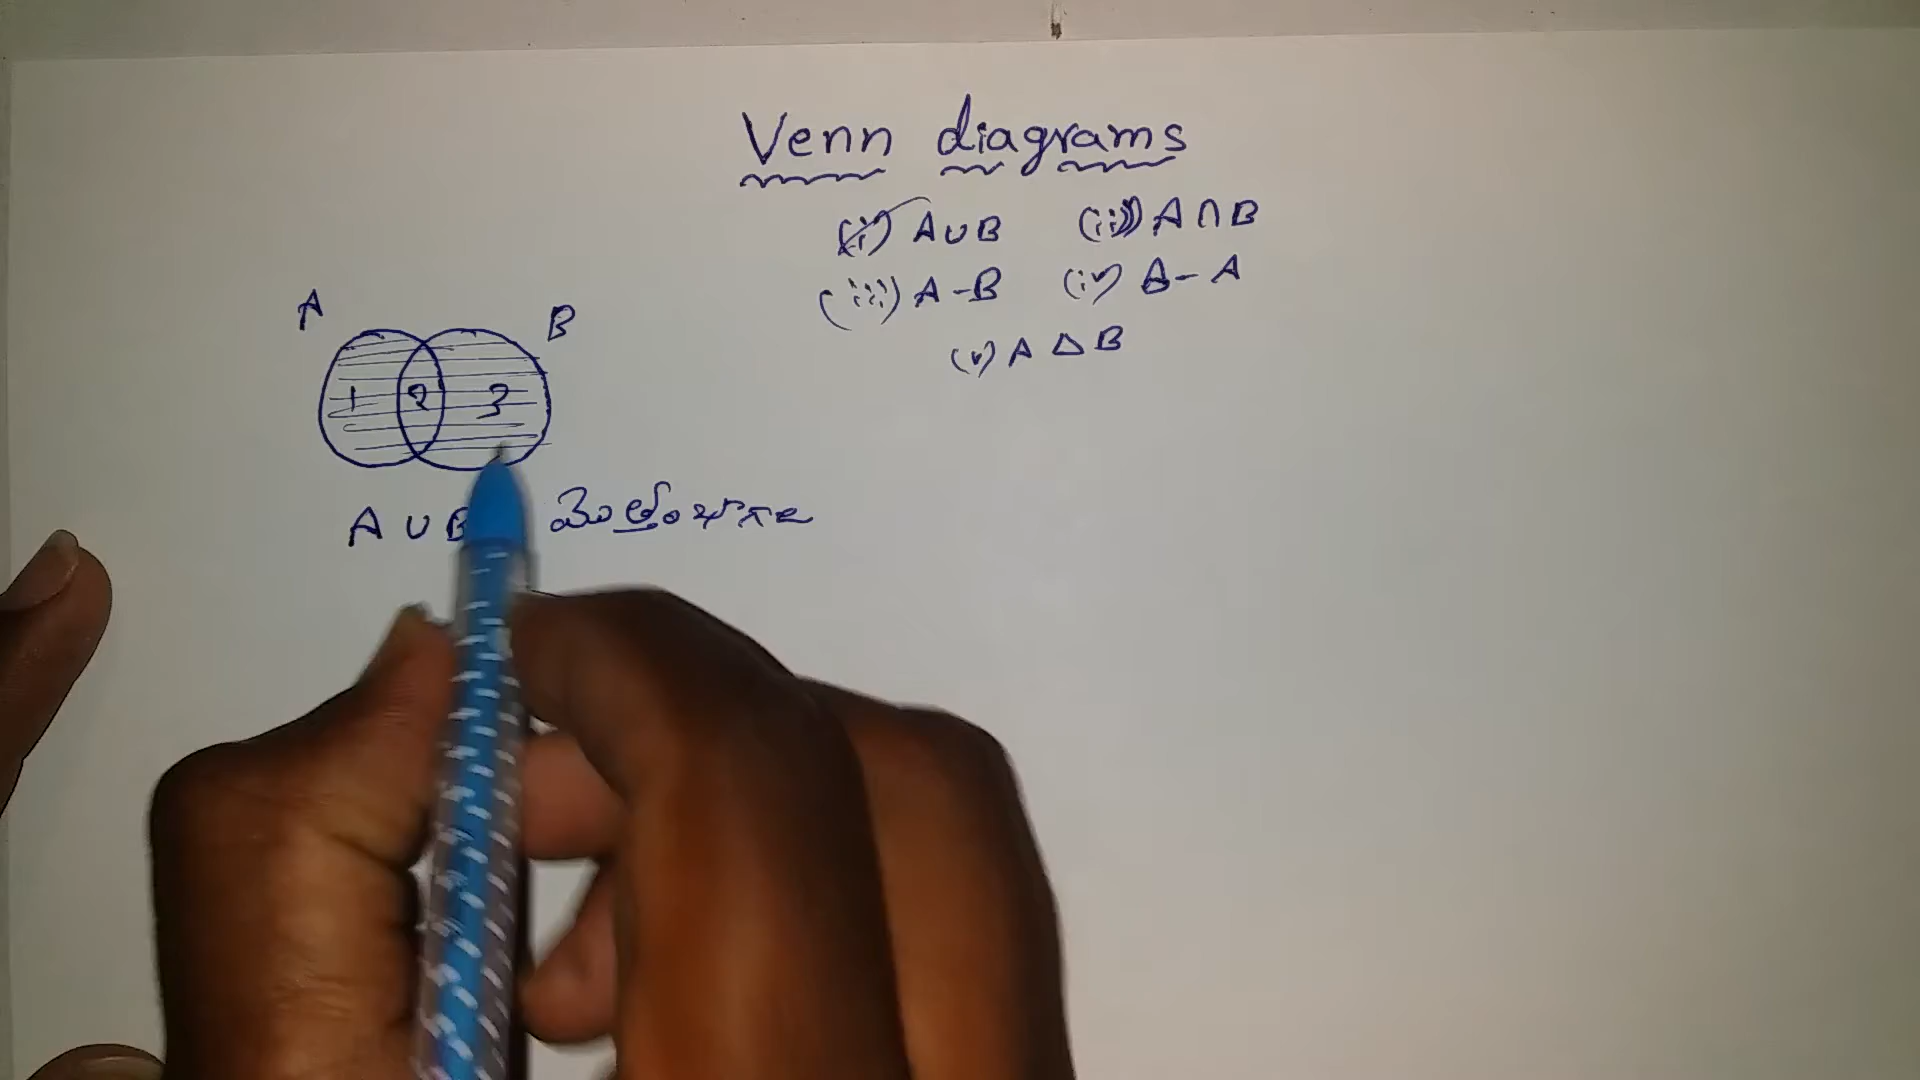 Venn diagrams
(i) A∪B (ii) A∩B
(iii) A-B (iv) B-A
(v) A Δ B
A B
1 2 3
A ∪ B మొత్తం భాగం